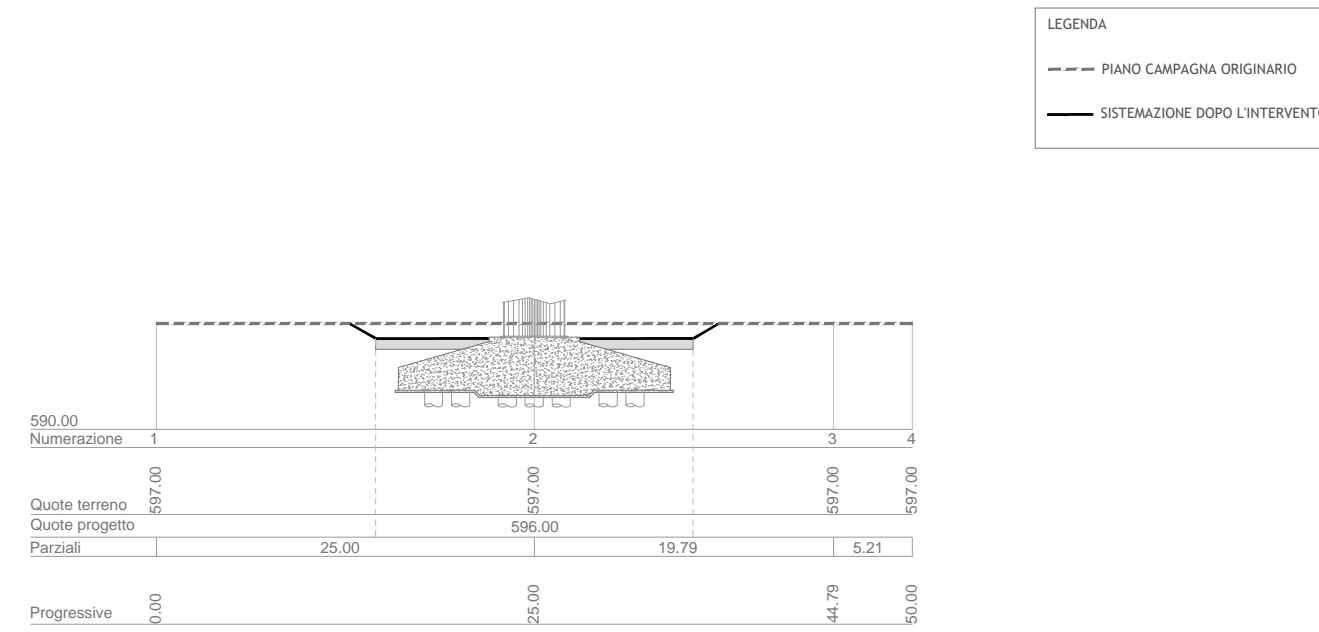 LEGENDA
PIANO CAMPAGNA ORIGINARIO
SISTEMAZIONE DOPO L'INTERVENTO
590.00
Numerazione 1 2 3 4
Quote terreno 597.00 597.00 597.00 597.00
Quote progetto 596.00
Parziali 25.00 19.79 5.21
Progressive 0.00 25.00 44.79 50.00